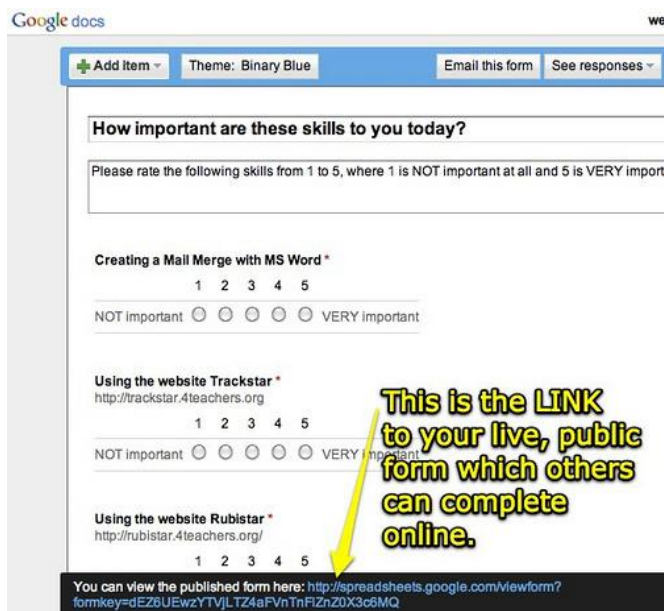 Google docs
we
Add item
Theme: Binary Blue
Email this form
See responses
How important are these skills to you today?
Please rate the following skills from 1 to 5, where 1 is NOT important at all and 5 is VERY import
Creating a Mail Merge with MS Word *
1 2 3 4 5
NOT important VERY important
Using the website Trackstar *
http://trackstar.4teachers.org
1 2 3 4 5
NOT important VERY important
This is the LINK
to your live, public
form which others
can complete
online.
Using the website Rubistar *
http://rubistar.4teachers.org/
1 2 3 4 5
You can view the published form here: http://spreadsheets.google.com/viewform?
formkey=dEZ6UEwzYTVjLTZ4aFVnTnFlZnZ0X3c6MQ